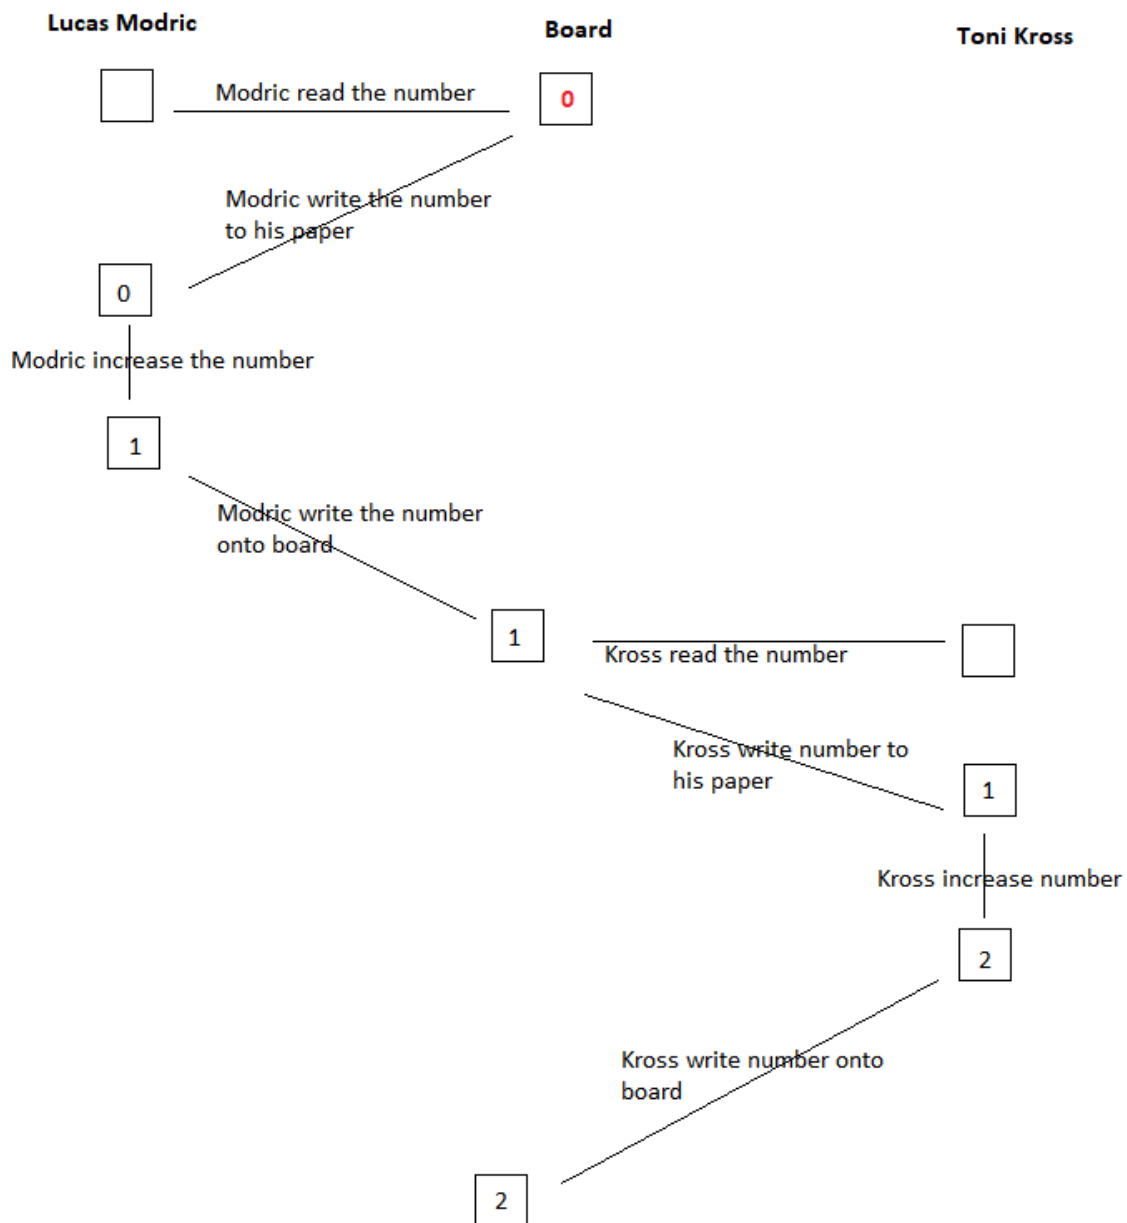 Lucas Modric
Board
Toni Kross
Modric read the number
0
Modric write the number
to his paper
0
Modric increase the number
1
Modric write the number
onto board
1
Kross read the number
Kross write number to
his paper
1
Kross increase number
2
Kross write number onto
board
2